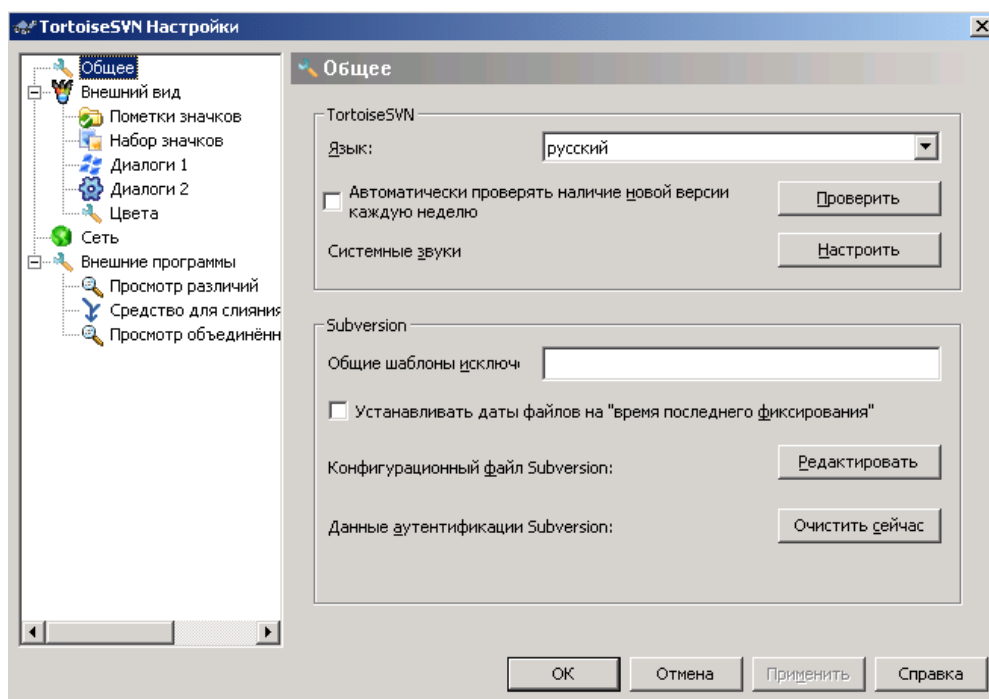 TortoiseSVN Настройки
Общее
Внешний вид
Пометки значков
Набор значков
Диалоги 1
Диалоги 2
Цвета
Сеть
Внешние программы
Просмотр различий
Средство для слияния
Просмотр объединённ
Общее
TortoiseSVN
Язык:
русский
Автоматически проверять наличие новой версии
каждую неделю
Проверить
Системные звуки
Настроить
Subversion
Общие шаблоны исключ
Устанавливать даты файлов на "время последнего фиксирования"
Конфигурационный файл Subversion:
Редактировать
Данные аутентификации Subversion:
Очистить сейчас
ОК
Отмена
Применить
Справка